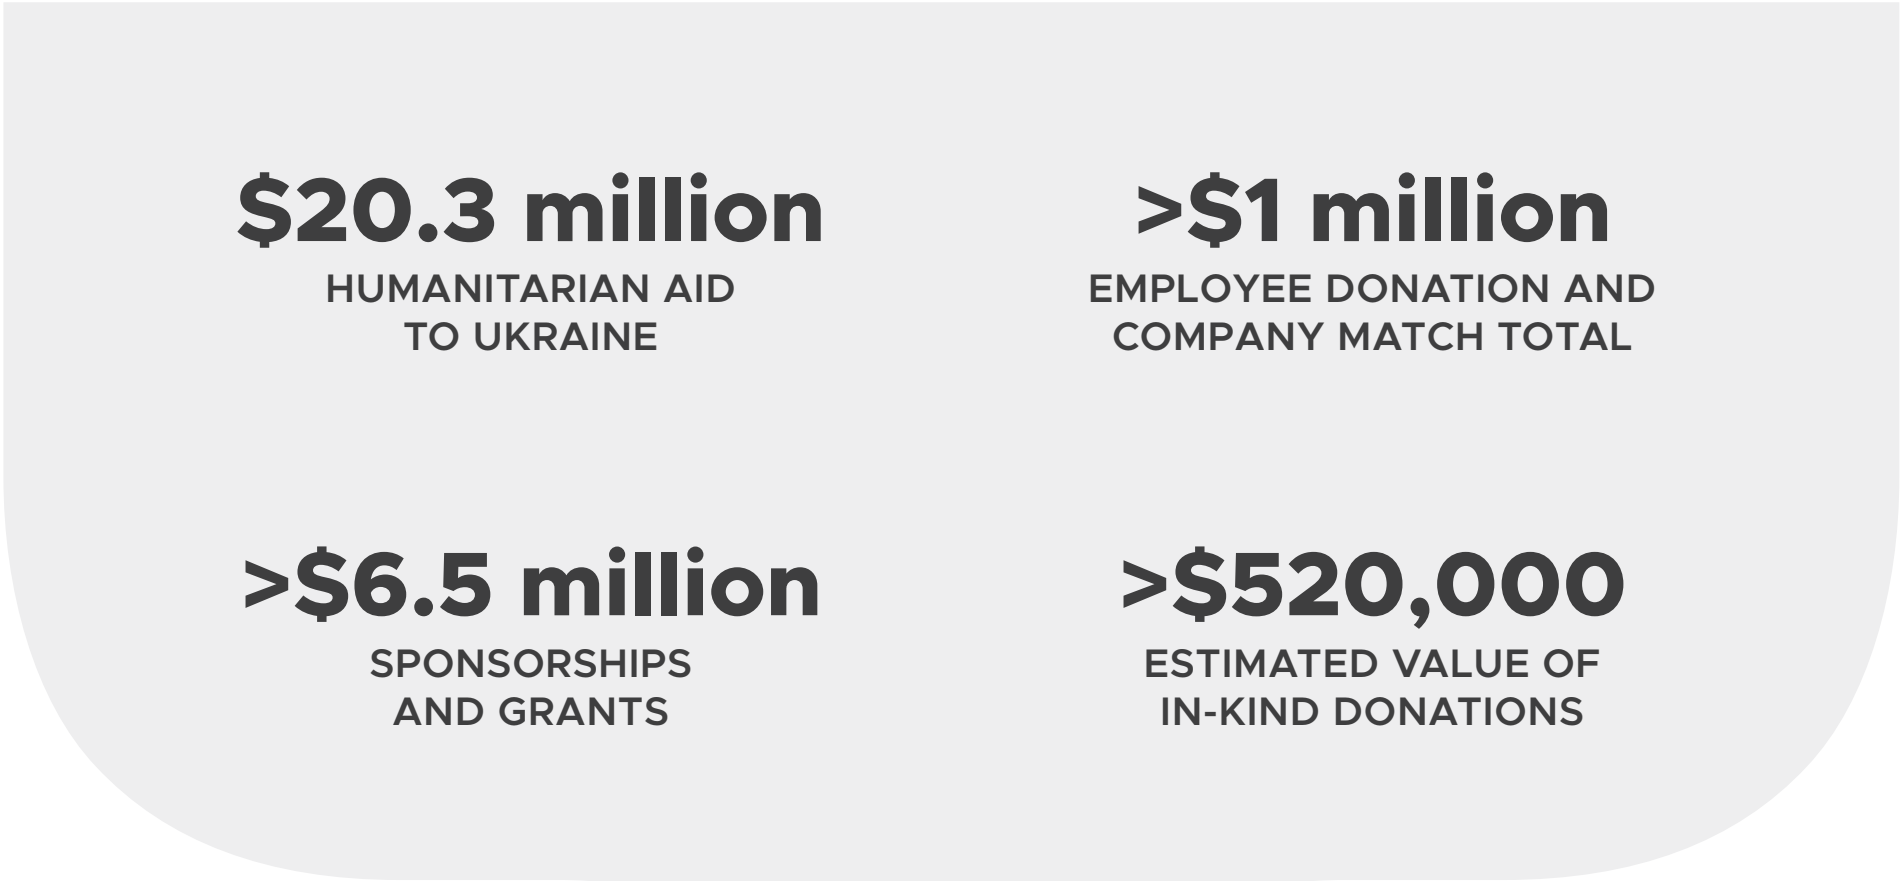 $20.3 million
HUMANITARIAN AID
TO UKRAINE
>$1 million
EMPLOYEE DONATION AND
COMPANY MATCH TOTAL
>$6.5 million
SPONSORSHIPS
AND GRANTS
>$520,000
ESTIMATED VALUE OF
IN-KIND DONATIONS